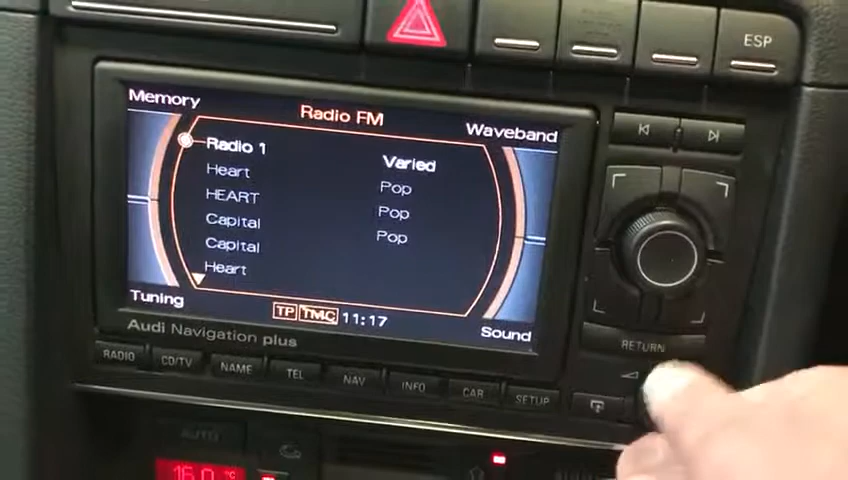 ESP
Memory
Radio FM
Waveband
Radio 1
Varied
Heart
Pop
HEART
Pop
Capital
Pop
Capital
Heart
Tuning
TP TMC 11:17
Sound
Audi Navigation plus
RETURN
RADIO CD/TV NAME TEL NAV INFO CAR SETUP
AUTO
16.0 °C